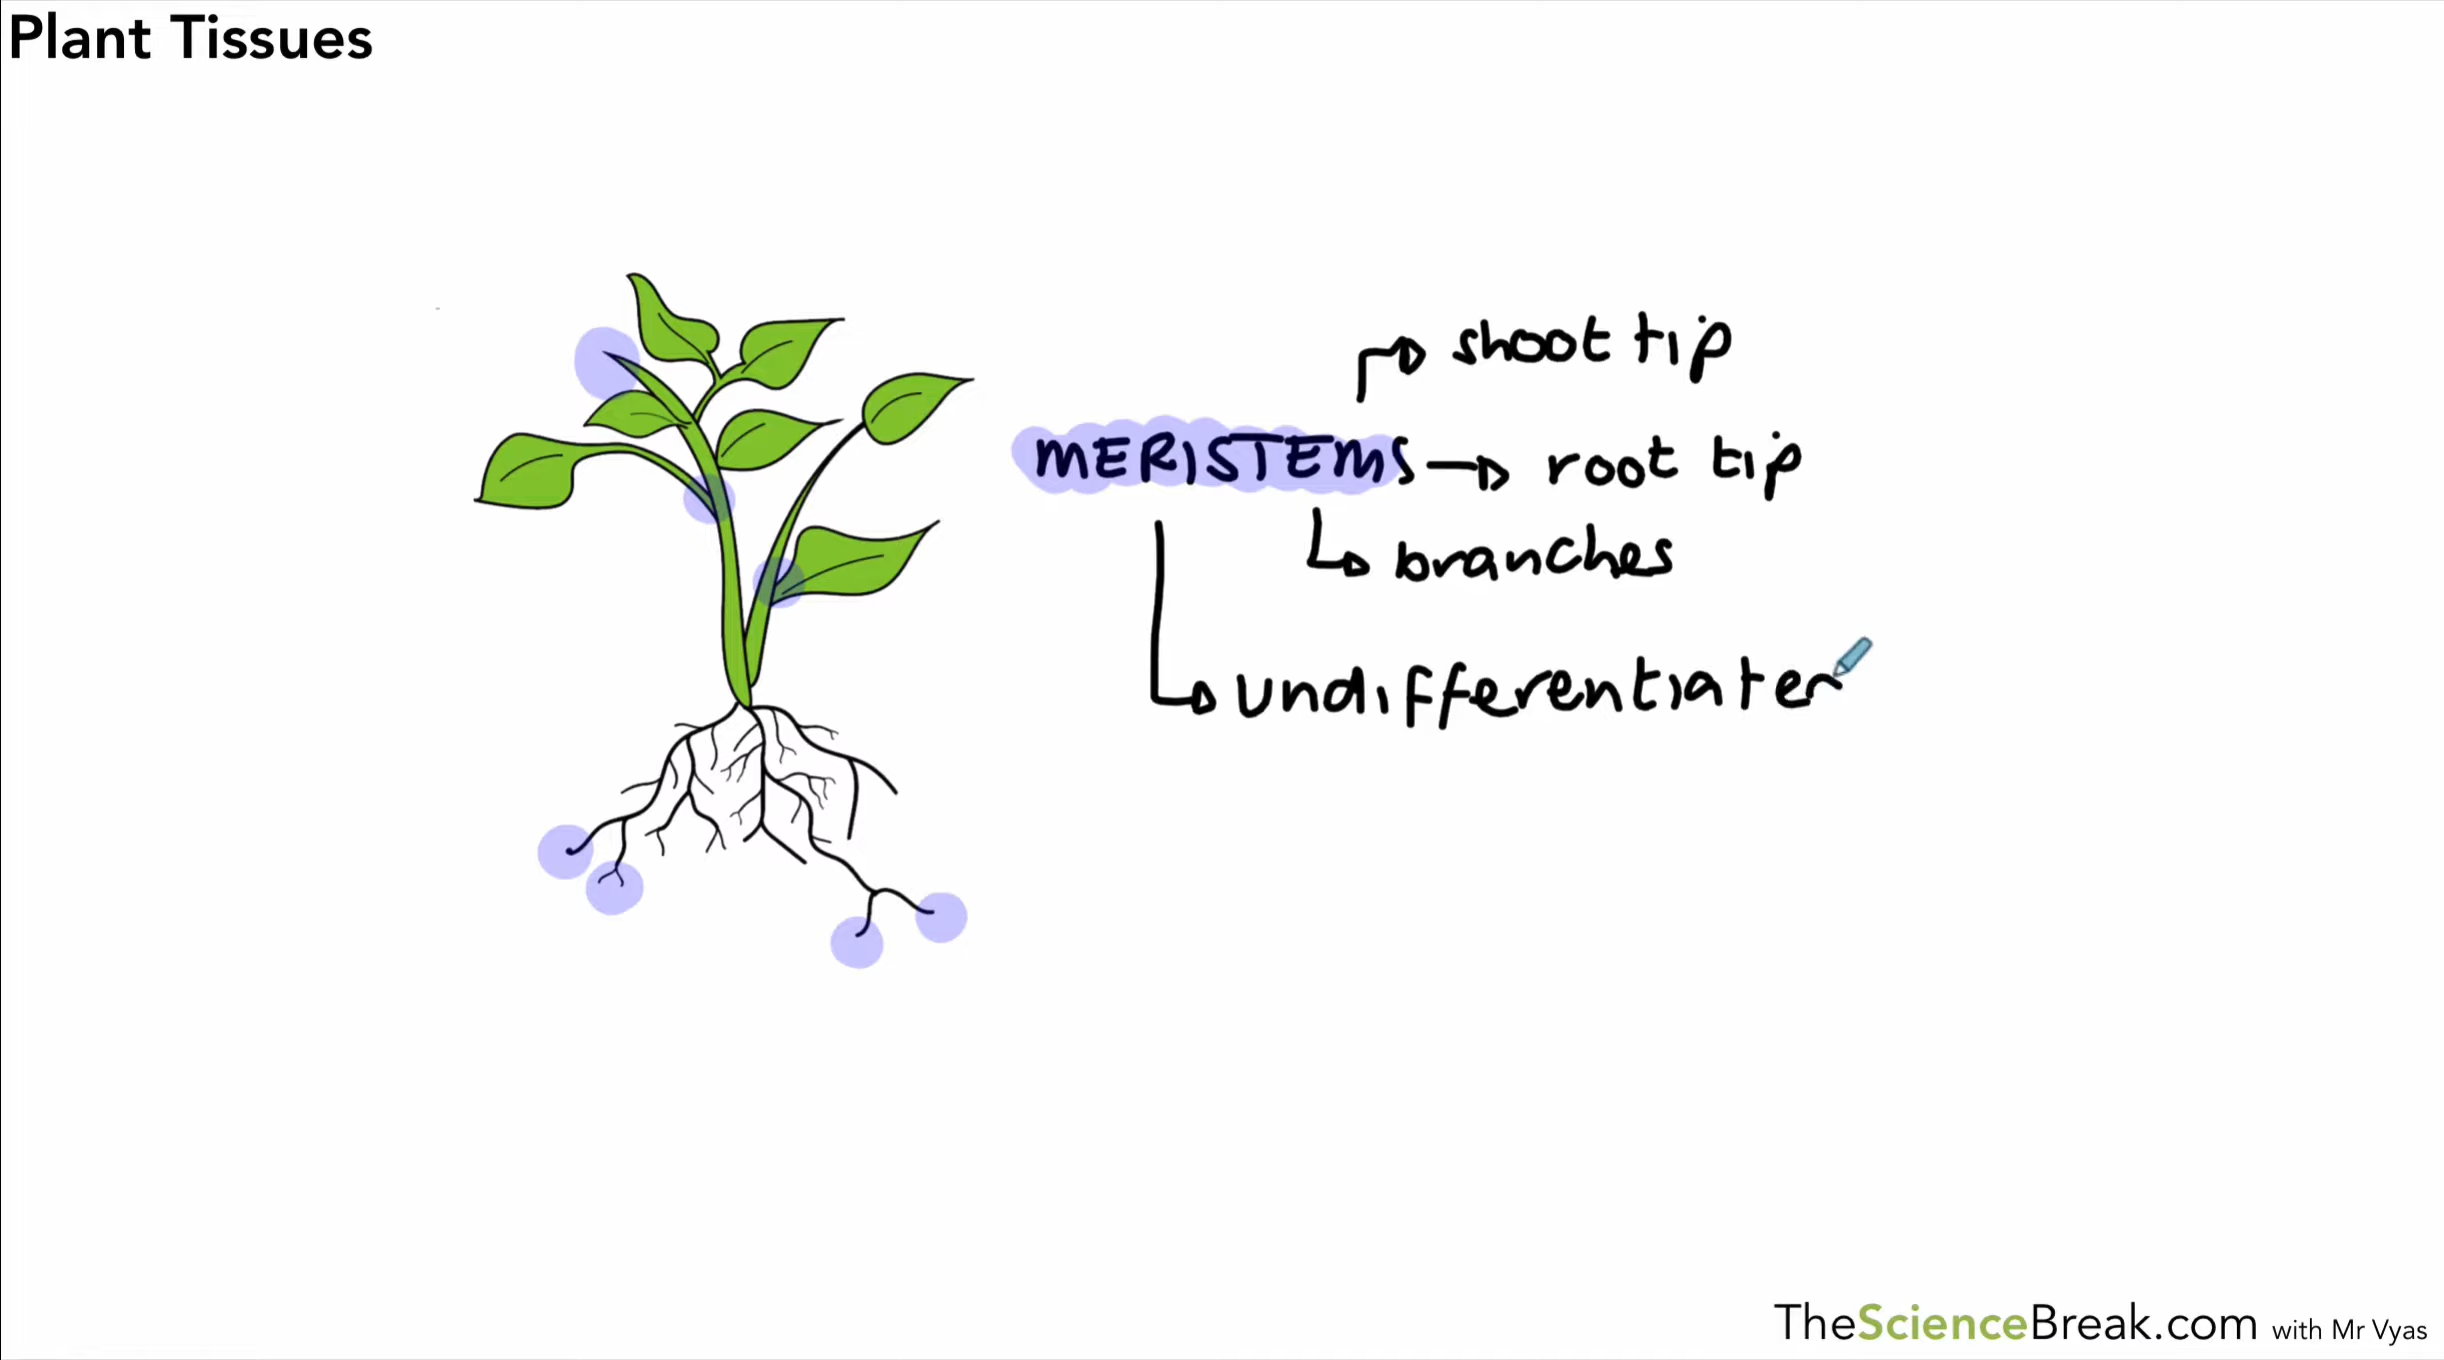 Plant Tissues
shoot tip
MERISTEMS root tip
branches
undifferentiater
TheScienceBreak.com with Mr Vyas